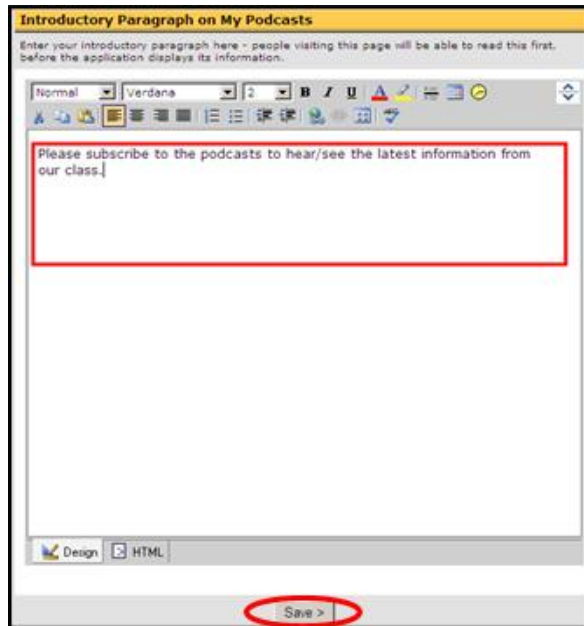 Introductory Paragraph on My Podcasts
Enter your introductory paragraph here - people visiting this page will be able to read this first,
before the application displays its information.
Normal Verdana 2 B I U A
Please subscribe to the podcasts to hear/see the latest information from
our class.
Design HTML
Save >